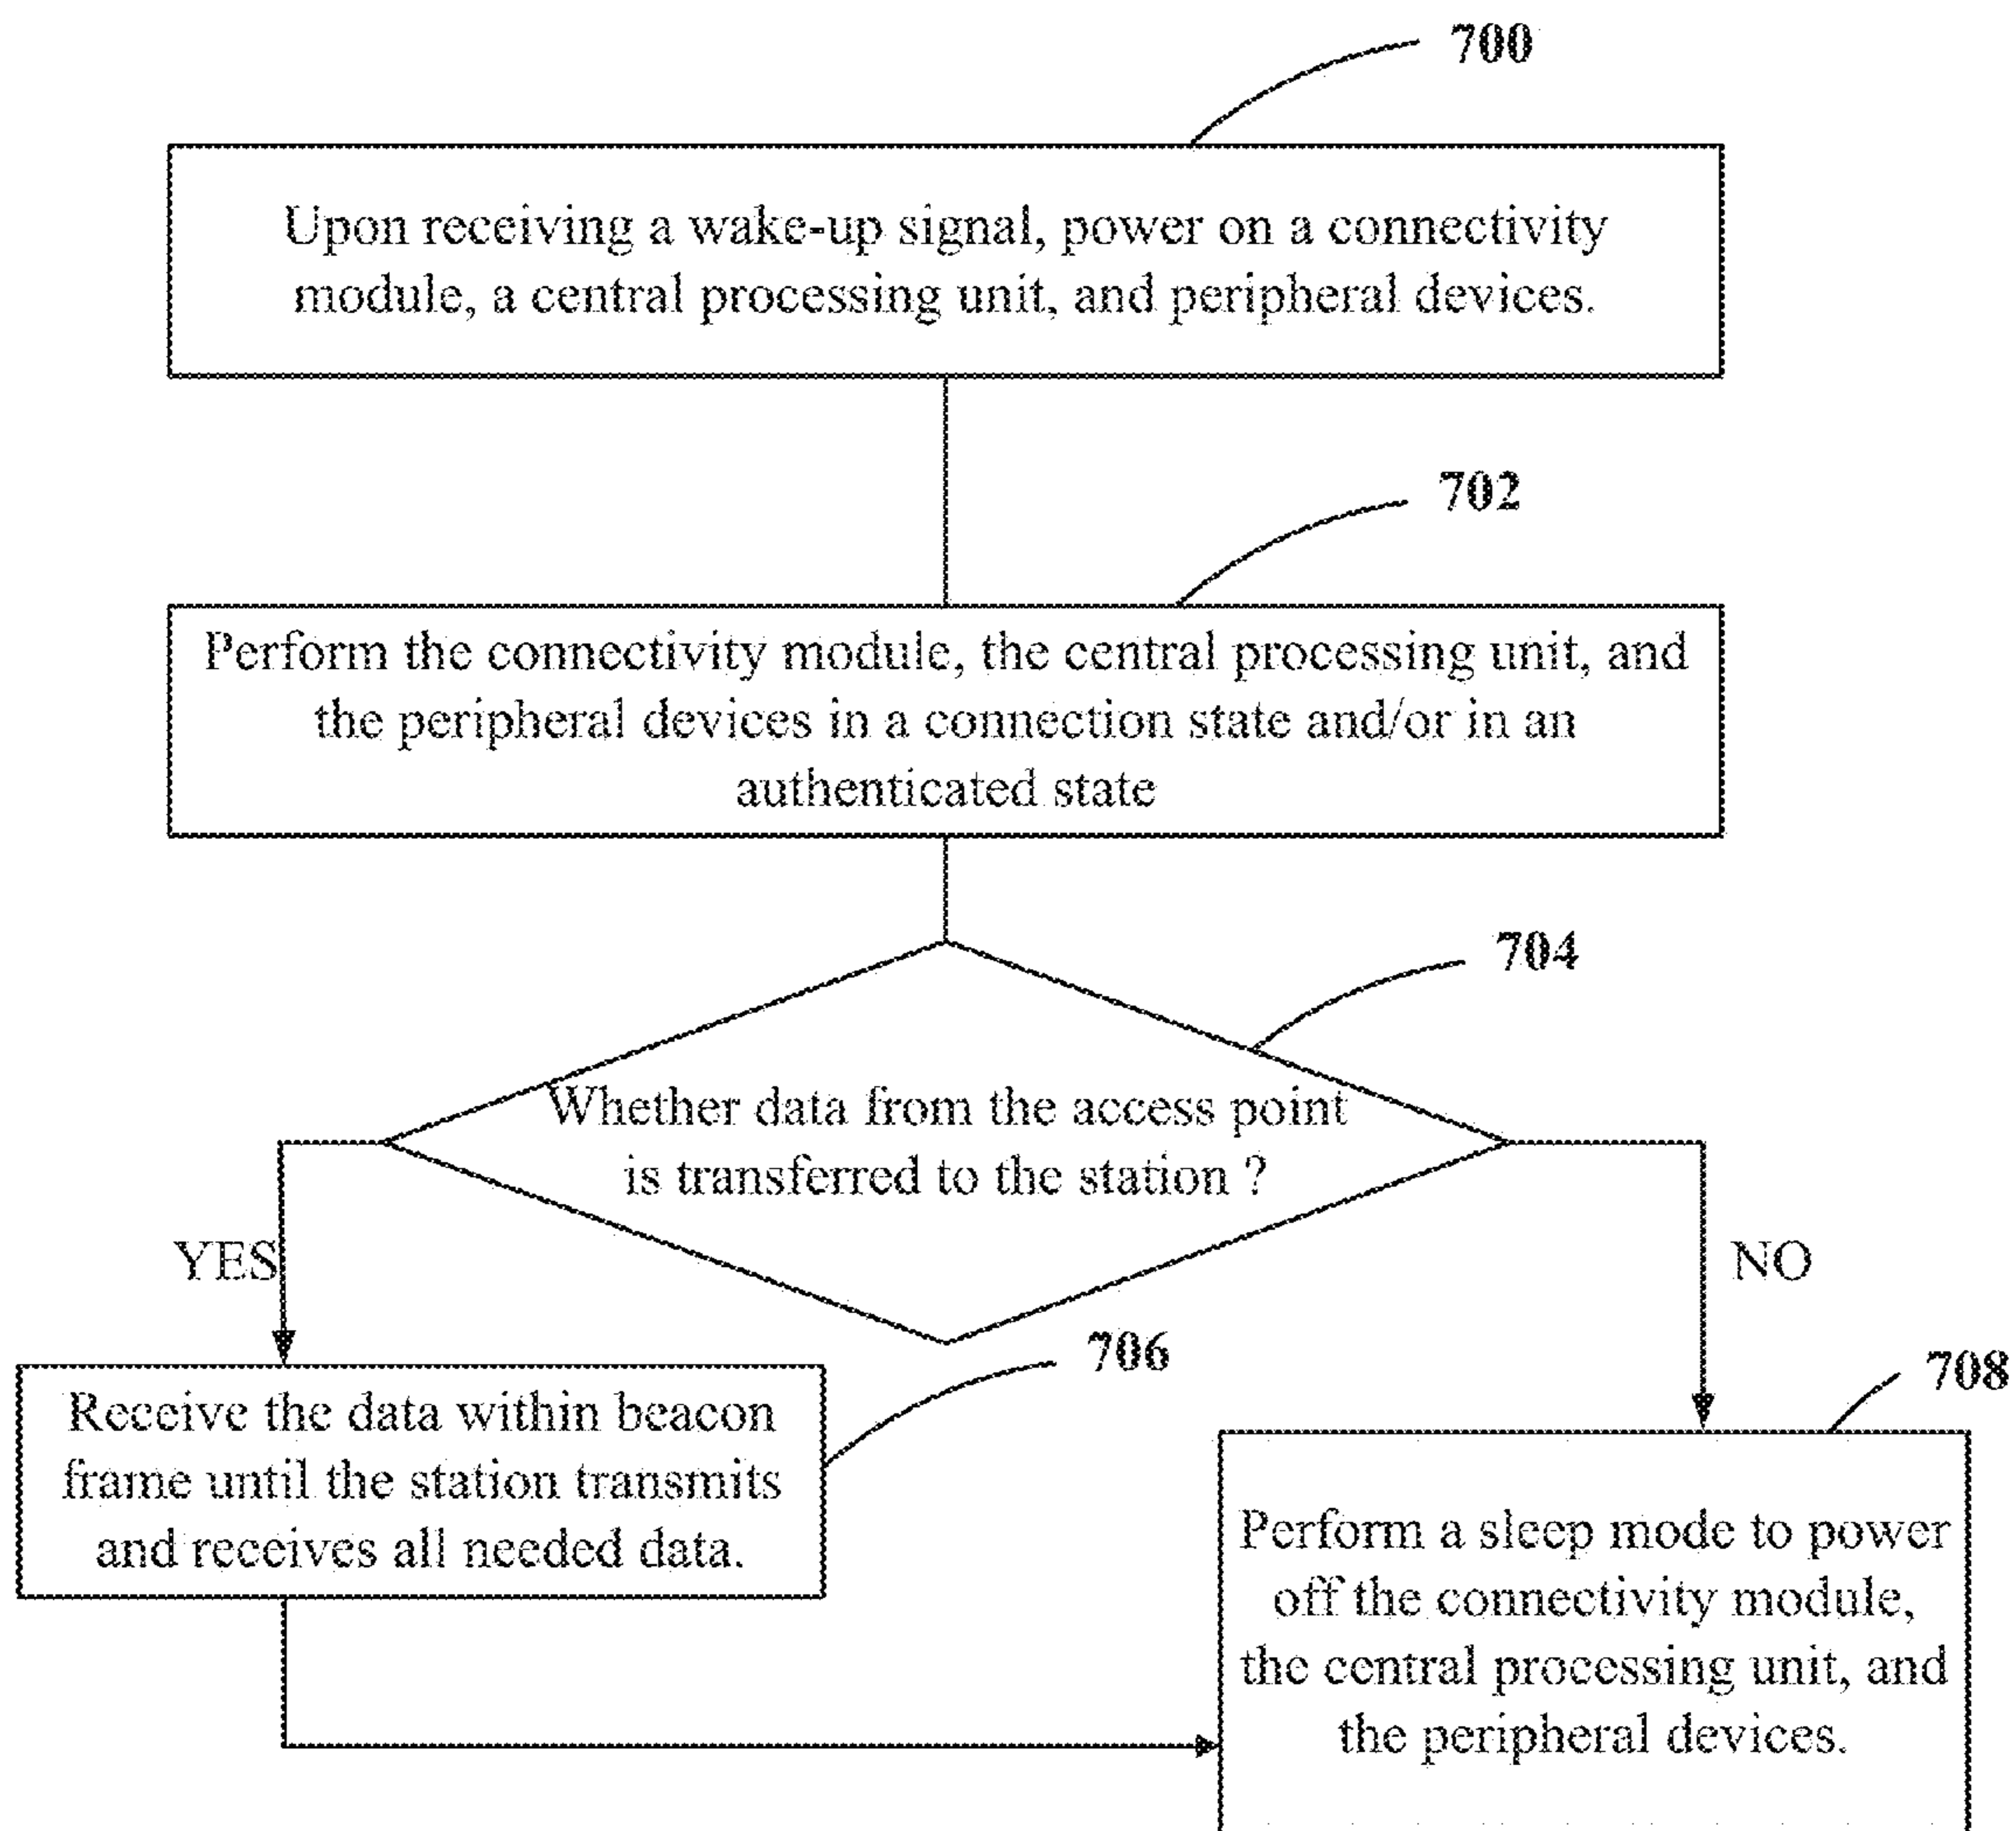 700
Upon receiving a wake-up signal, power on a connectivity
module, a central processing unit, and peripheral devices.
702
Perform the connectivity module, the central processing unit, and
the peripheral devices in a connection state and/or in an
authenticated state
704
Whether data from the access point
is transferred to the station ?
YES
NO
706
708
Receive the data within beacon
frame until the station transmits
and receives all needed data.
Perform a sleep mode to power
off the connectivity module,
the central processing unit, and
the peripheral devices.